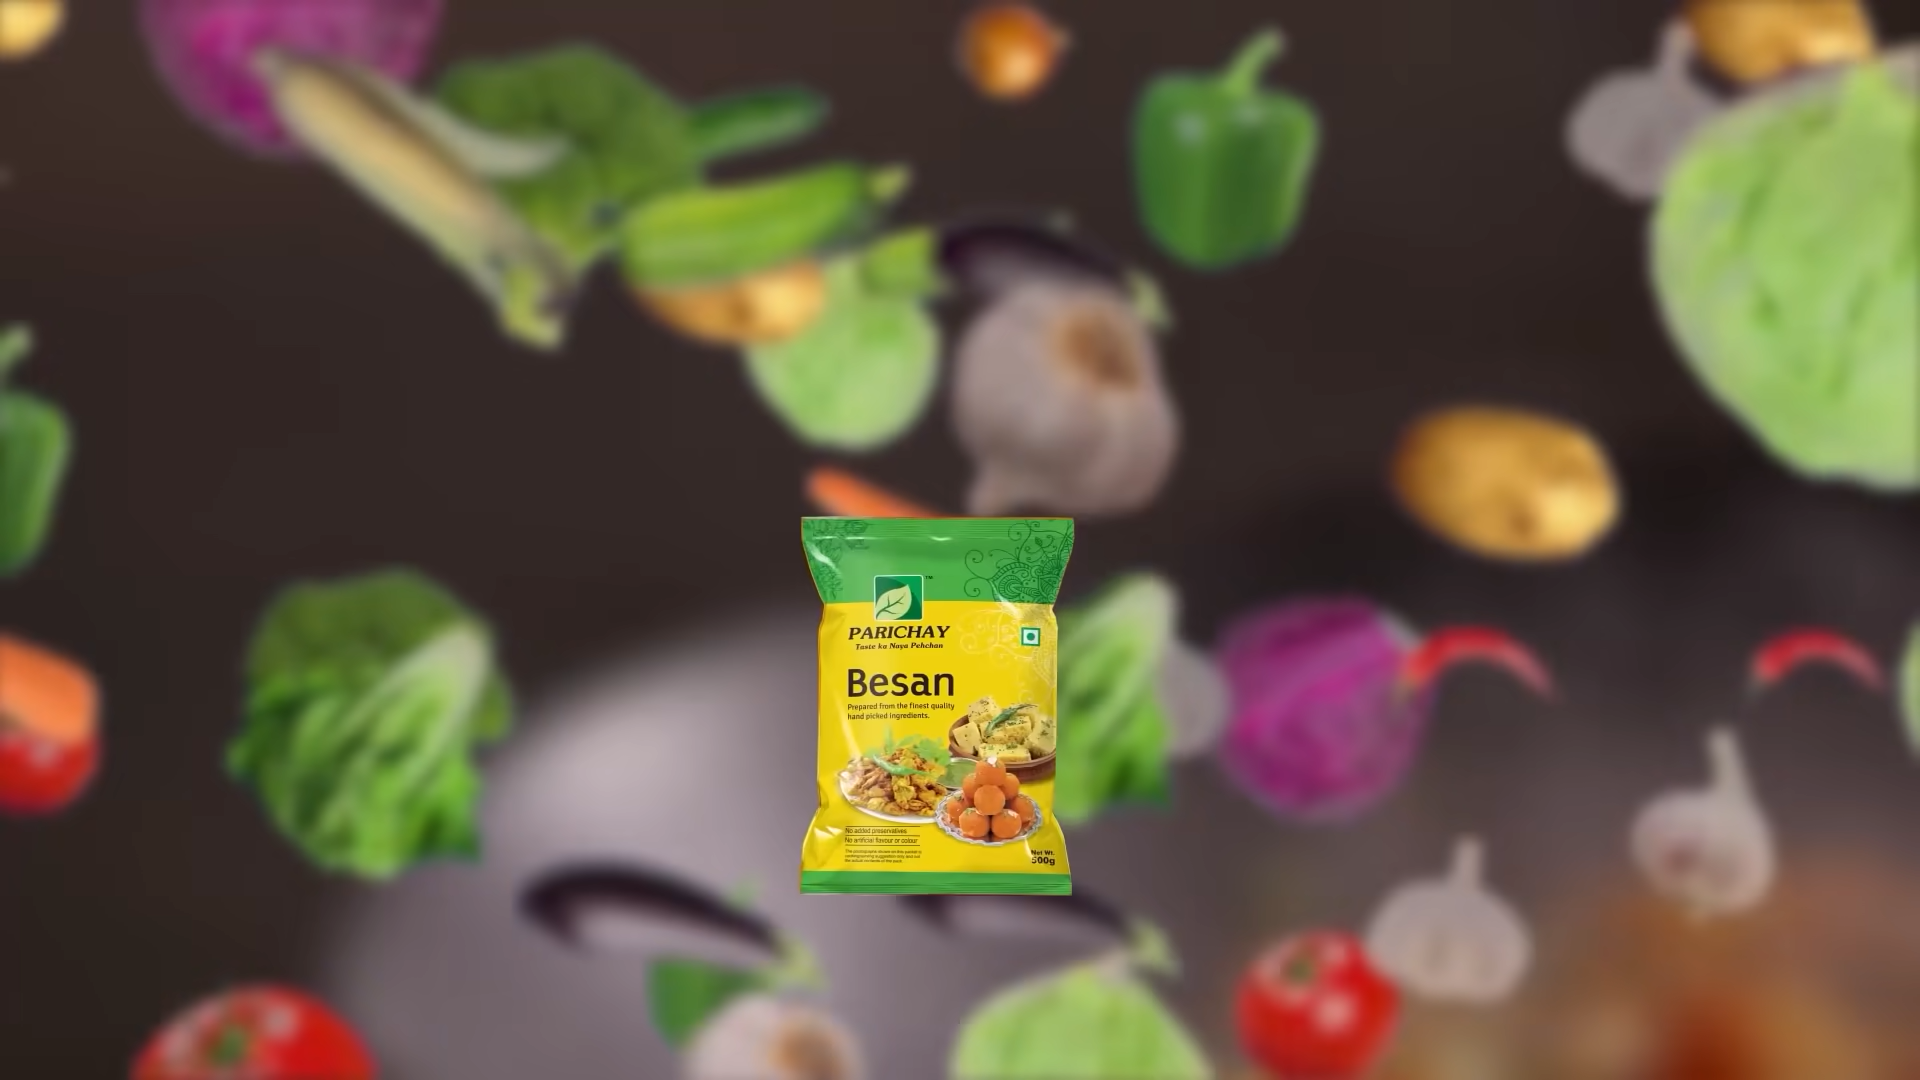 TM
PARICHAY
Taste ka Naya Pehchan
Besan
Prepared from the finest quality
hand picked ingredients.
No added preservatives
No artificial flavour or colour
Net Wt.
500g